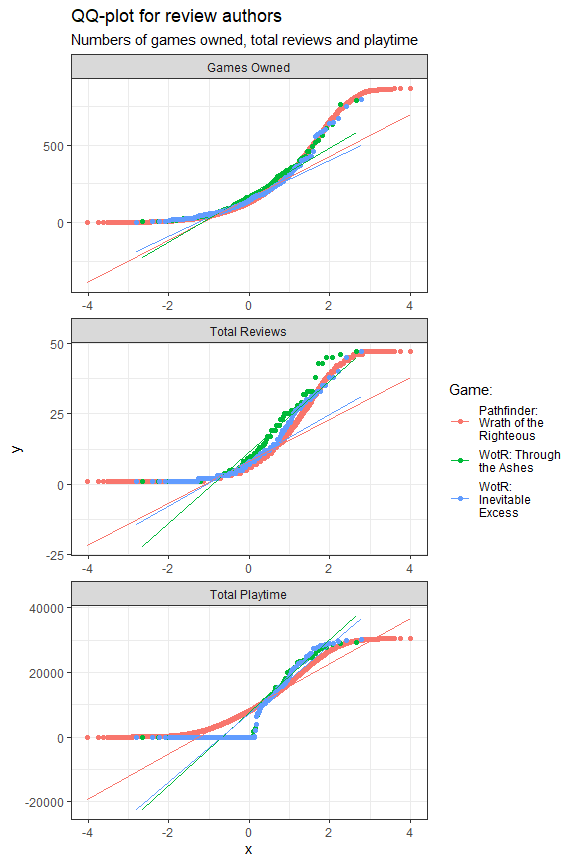 QQ-plot for review authors
Numbers of games owned, total reviews and playtime
Games Owned
500
0
-4 -2 0 2 4
Total Reviews
50
25
0
-25
-4 -2 0 2 4
y
Total Playtime
40000
20000
0
-20000
-4 -2 0 2 4
x
Game:
Pathfinder:
Wrath of the
Righteous
WotR: Through
the Ashes
WotR:
Inevitable
Excess